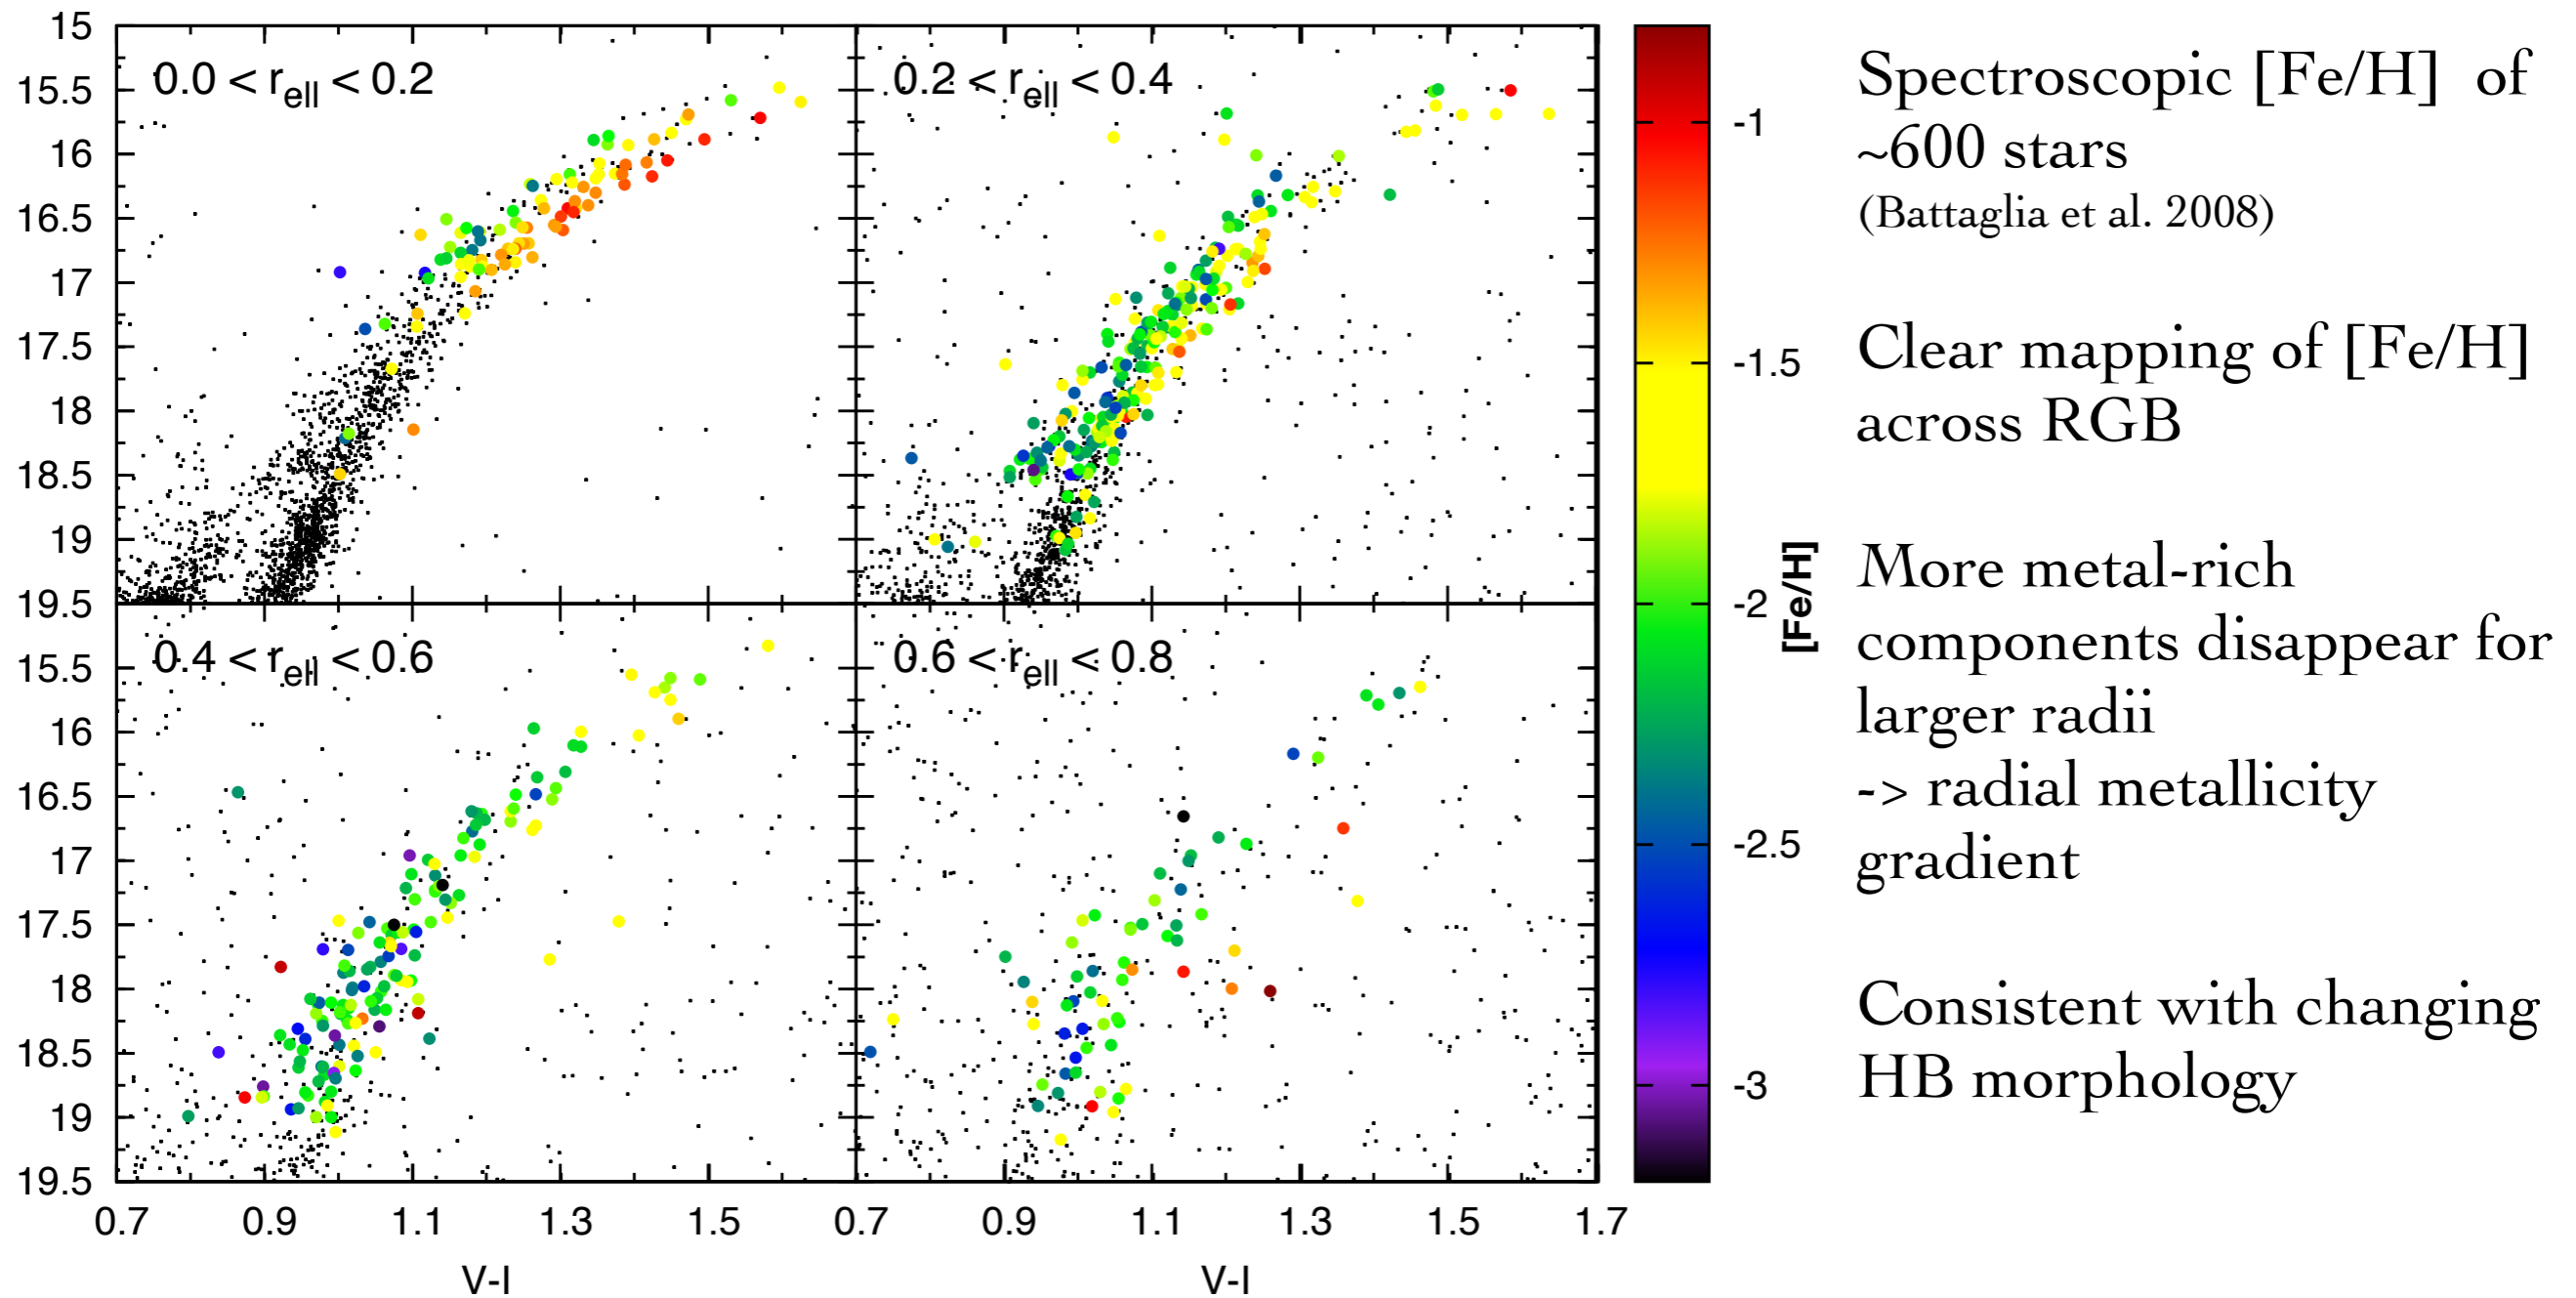 15
15.5
16
16.5
17
17.5
18
18.5
19
19.5
0.0 < r_ell < 0.2
0.2 < r_ell < 0.4
15.5
16
16.5
17
17.5
18
18.5
19
19.5
0.4 < r_ell < 0.6
0.6 < r_ell < 0.8
0.7 0.9 1.1 1.3 1.5 0.7 0.9 1.1 1.3 1.5 1.7
V-I V-I
-1
-1.5
-2
-2.5
-3
[Fe/H]
Spectroscopic [Fe/H] of
~600 stars
(Battaglia et al. 2008)
Clear mapping of [Fe/H]
across RGB
More metal-rich
components disappear for
larger radii
-> radial metallicity
gradient
Consistent with changing
HB morphology